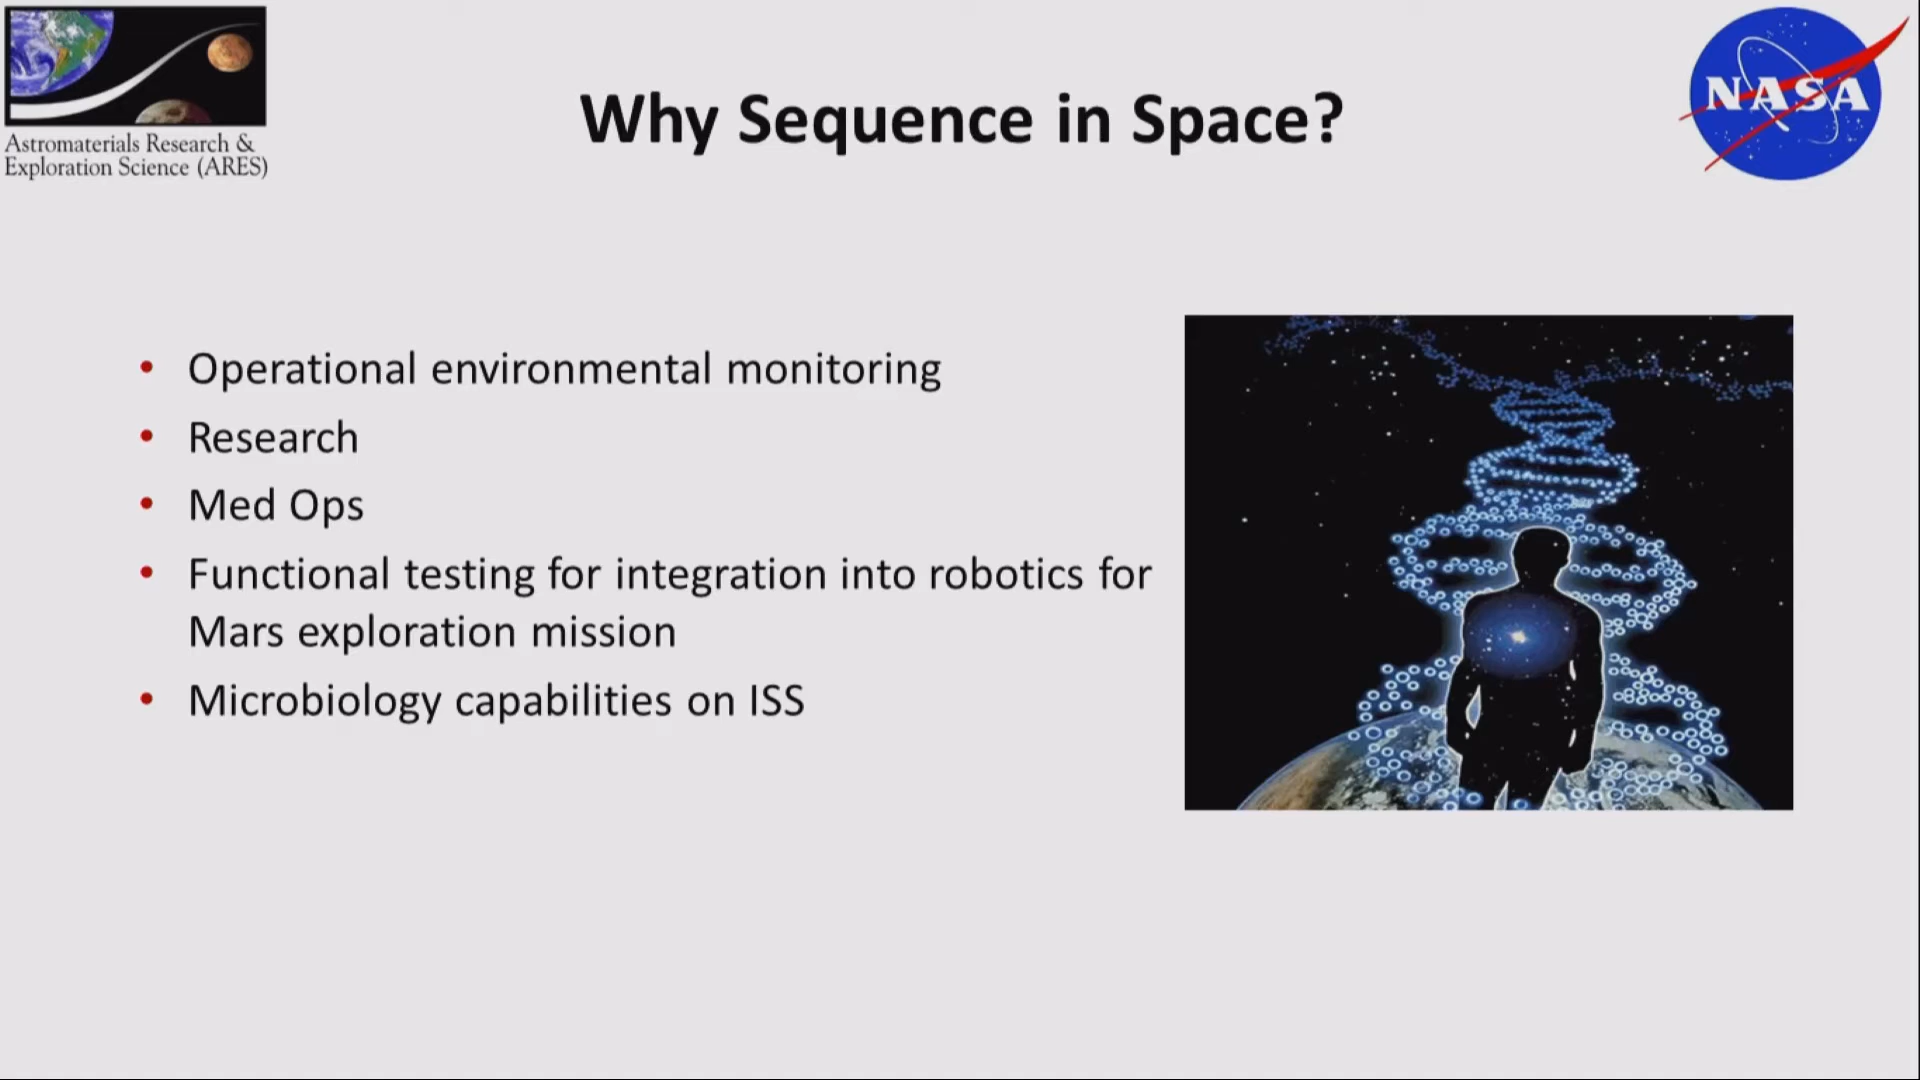 Astromaterials Research &
Exploration Science (ARES)
Why Sequence in Space?
NASA
• Operational environmental monitoring
• Research
• Med Ops
• Functional testing for integration into robotics for
Mars exploration mission
• Microbiology capabilities on ISS